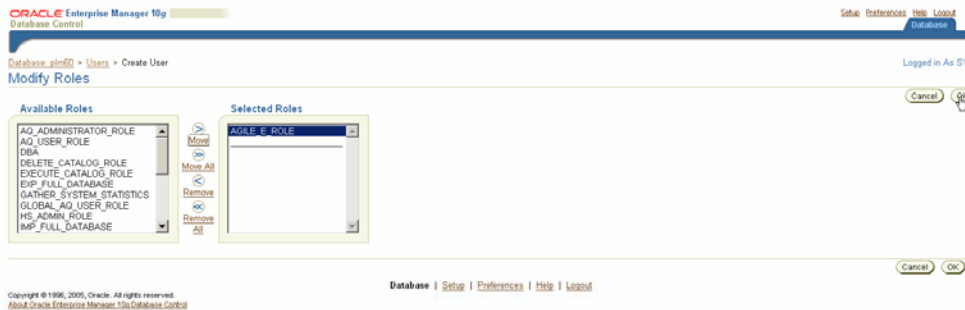 ORACLE Enterprise Manager 10g
Database Control
Setup Preferences Help Logout
Database
Database: plm60 > Users > Create User
Logged in As
Modify Roles
Cancel
Available Roles
Selected Roles
AQ_ADMINISTRATOR_ROLE
AQ_USER_ROLE
DBA
DELETE_CATALOG_ROLE
EXECUTE_CATALOG_ROLE
EXP_FULL_DATABASE
GATHER_SYSTEM_STATISTICS
GLOBAL_AQ_USER_ROLE
HS_ADMIN_ROLE
IMP_FULL_DATABASE
Move
Move All
Remove
Remove
All
AGILE_E_ROLE
Cancel OK
Database | Setup | Preferences | Help | Logout
Copyright © 1996, 2005, Oracle. All rights reserved.
About Oracle Enterprise Manager 10g Database Control